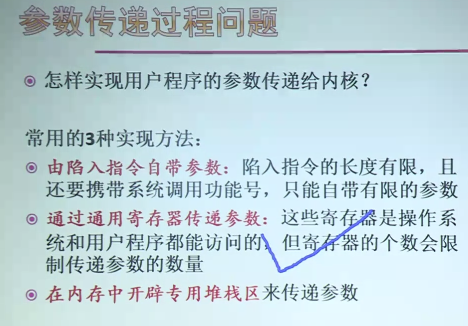 参数传递过程问题
怎样实现用户程序的参数传递给内核？
常用的3种实现方法：
由陷入指令自带参数：陷入指令的长度有限，且
还要携带系统调用功能号，只能自带有限的参数
通过通用寄存器传递参数：这些寄存器是操作系
统和用户程序都能访问的，但寄存器的个数会限
制传递参数的数量
在内存中开辟专用堆栈区来传递参数